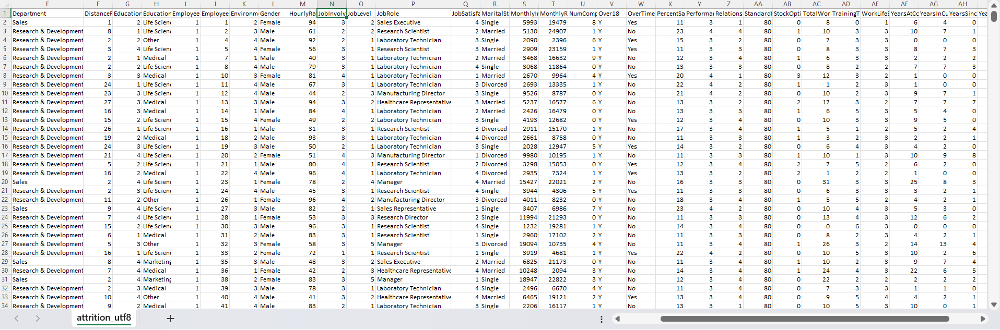 E F G H I J K L M N O P Q R S T U V W X Y Z AA AB AC AD AE AF AG AH
1 Department DistanceF Education Education Employee Employee Environm Gender HourlyRa JobInvolv JobLevel JobRole JobSatisfa MaritalSt MonthlyIn MonthlyR NumComp Over18 OverTime PercentSa Performan Relations Standard StockOpti TotalWor TrainingT WorkLifeB YearsAtCo YearsInCu YearsSinc Yea
2 Sales 1 2 Life Scien 1 1 2 Female 94 3 2 Sales Executive 4 Single 5993 19479 8 Y Yes 11 3 1 80 0 8 0 1 6 4 0
3 Research & Development 8 1 Life Scien 1 2 3 Male 61 2 2 Research Scientist 2 Married 5130 24907 1 Y No 23 4 4 80 1 10 3 3 10 7 1
4 Research & Development 2 2 Other 1 4 4 Male 92 2 1 Laboratory Technician 3 Single 2090 2396 6 Y Yes 15 3 2 80 0 7 3 3 0 0 0
5 Research & Development 3 4 Life Scien 1 5 4 Female 56 3 1 Research Scientist 3 Married 2909 23159 1 Y Yes 11 3 3 80 0 8 3 3 8 7 3
6 Research & Development 2 1 Medical 1 7 1 Male 40 3 1 Laboratory Technician 2 Married 3468 16632 9 Y No 12 3 4 80 1 6 3 3 2 2 2
7 Research & Development 2 2 Life Scien 1 8 4 Male 79 3 1 Laboratory Technician 4 Single 3068 11864 0 Y No 13 3 3 80 0 8 2 2 7 7 3
8 Research & Development 3 3 Medical 1 10 3 Female 81 4 1 Laboratory Technician 1 Married 2670 9964 4 Y Yes 20 4 1 80 3 12 3 2 1 0 0
9 Research & Development 24 1 Life Scien 1 11 4 Male 67 3 1 Laboratory Technician 3 Divorced 2693 13335 1 Y No 22 4 2 80 1 1 2 3 1 0 0
10 Research & Development 23 3 Life Scien 1 12 4 Male 44 2 3 Manufacturing Director 3 Single 9526 8787 0 Y No 21 4 2 80 0 10 2 3 9 7 1
11 Research & Development 27 3 Medical 1 13 3 Male 94 3 2 Healthcare Representative 3 Married 5237 16577 6 Y No 13 3 2 80 2 17 3 2 7 7 7
12 Research & Development 16 3 Medical 1 14 1 Male 84 4 1 Laboratory Technician 2 Married 2426 16479 0 Y No 13 3 3 80 1 6 5 3 5 4 0
13 Research & Development 15 2 Life Scien 1 15 4 Female 49 2 2 Laboratory Technician 3 Single 4193 12682 0 Y Yes 12 3 4 80 0 10 3 3 9 5 0
14 Research & Development 26 1 Life Scien 1 16 1 Male 31 3 1 Research Scientist 3 Divorced 2911 15170 1 Y No 17 3 4 80 1 5 1 2 5 2 4
15 Research & Development 19 2 Medical 1 18 2 Male 93 3 1 Laboratory Technician 4 Divorced 2661 8758 0 Y No 11 3 3 80 1 3 2 3 2 2 1
16 Research & Development 24 3 Life Scien 1 19 3 Male 50 2 1 Laboratory Technician 3 Single 2028 12947 5 Y Yes 14 3 2 80 0 6 4 3 4 2 0
17 Research & Development 21 4 Life Scien 1 20 2 Female 51 4 3 Manufacturing Director 1 Divorced 9980 10195 1 Y No 11 3 3 80 1 10 1 3 10 9 8
18 Research & Development 5 2 Life Scien 1 21 1 Male 80 4 1 Research Scientist 2 Divorced 3298 15053 0 Y Yes 12 3 4 80 2 7 5 2 6 2 0
19 Research & Development 16 2 Medical 1 22 4 Male 96 4 1 Laboratory Technician 4 Divorced 2935 7324 1 Y Yes 13 3 2 80 2 1 2 2 1 0 0
20 Sales 2 4 Life Scien 1 23 1 Female 78 2 4 Manager 4 Married 15427 22021 2 Y No 16 3 3 80 0 31 3 3 25 8 3
21 Research & Development 2 3 Life Scien 1 24 4 Male 45 3 1 Research Scientist 4 Single 3944 4306 5 Y Yes 11 3 3 80 0 6 3 3 3 2 1
22 Research & Development 11 2 Other 1 26 1 Female 96 4 2 Manufacturing Director 3 Divorced 4011 8232 0 Y No 18 3 4 80 1 5 5 2 4 2 1
23 Sales 9 4 Life Scien 1 27 3 Male 82 2 1 Sales Representative 1 Single 3407 6986 7 Y No 23 4 2 80 0 10 4 3 5 3 0
24 Research & Development 7 4 Life Scien 1 28 1 Female 53 3 3 Research Director 2 Single 11994 21293 0 Y No 11 3 3 80 0 13 4 3 12 6 2
25 Research & Development 15 2 Life Scien 1 30 3 Male 96 3 1 Research Scientist 4 Single 1232 19281 1 Y No 14 3 4 80 0 0 6 3 0 0 0
26 Research & Development 6 1 Medical 1 31 2 Male 83 3 1 Research Scientist 1 Single 2960 17102 2 Y No 11 3 3 80 0 8 2 3 4 2 1
27 Research & Development 5 3 Other 1 32 3 Female 58 3 5 Manager 3 Divorced 19094 10735 4 Y No 11 3 4 80 1 26 3 2 14 13 4
28 Research & Development 16 1 Life Scien 1 33 2 Female 72 1 1 Research Scientist 1 Single 3919 4681 1 Y Yes 22 4 2 80 0 10 5 3 10 2 6
29 Sales 8 4 Marketing 1 35 3 Male 48 3 2 Sales Executive 2 Married 6825 21173 0 Y No 11 3 4 80 1 10 2 3 9 7 4
30 Research & Development 7 4 Medical 1 36 1 Female 42 2 3 Healthcare Representative 4 Married 10248 2094 3 Y No 14 3 4 80 1 24 4 3 22 6 5
31 Sales 2 4 Marketing 1 38 2 Female 83 3 5 Manager 1 Single 18947 22822 3 Y No 12 3 4 80 0 22 2 2 2 2 2
32 Research & Development 2 3 Medical 1 39 3 Male 78 3 1 Laboratory Technician 4 Single 2496 6670 4 Y No 11 3 4 80 0 7 3 3 1 1 0
33 Research & Development 10 4 Other 1 40 4 Male 41 3 2 Healthcare Representative 4 Married 6465 19121 2 Y Yes 13 3 4 80 0 9 5 4 4 2 1
34 Research & Development 9 2 Medical 1 41 4 Male 83 2 1 Laboratory Technician 3 Single 2206 16117 1 Y No 13 3 1 80 0 10 5 3 10 0 1
attrition_utf8